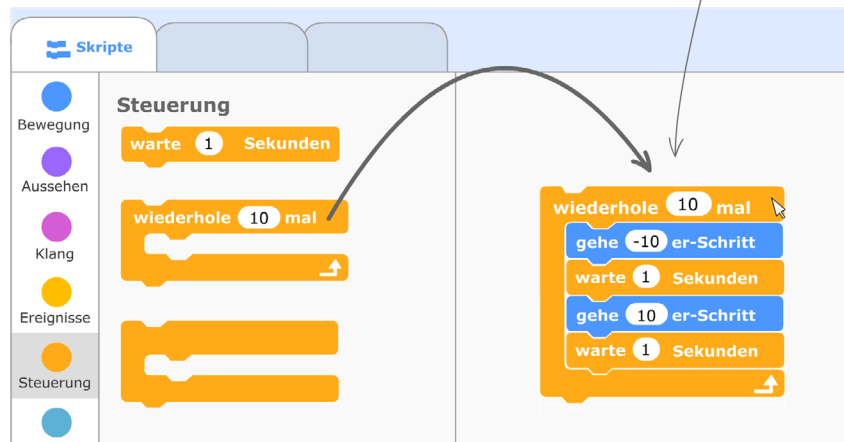 Skripte
Bewegung
Aussehen
Klang
Ereignisse
Steuerung
Steuerung
warte 1 Sekunden
wiederhole 10 mal
wiederhole 10 mal
gehe -10 er-Schritt
warte 1 Sekunden
gehe 10 er-Schritt
warte 1 Sekunden